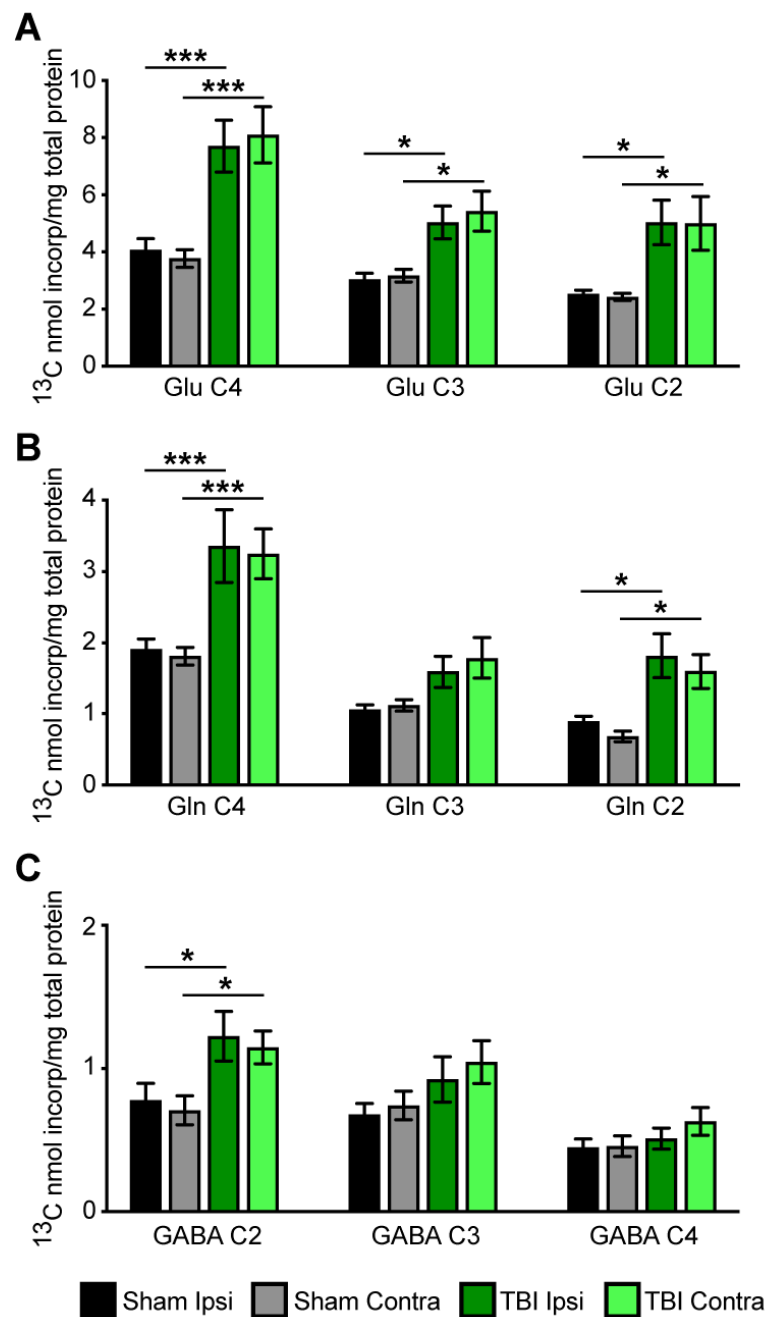 A
*** 
***
*
*
*
*
10
8
6
4
2
0
13C nmol incorp/mg total protein
Glu C4 Glu C3 Glu C2
B
***
***
*
*
4
3
2
1
0
13C nmol incorp/mg total protein
Gln C4 Gln C3 Gln C2
C
*
*
2
1
0
13C nmol incorp/mg total protein
GABA C2 GABA C3 GABA C4
Sham Ipsi Sham Contra TBI Ipsi TBI Contra